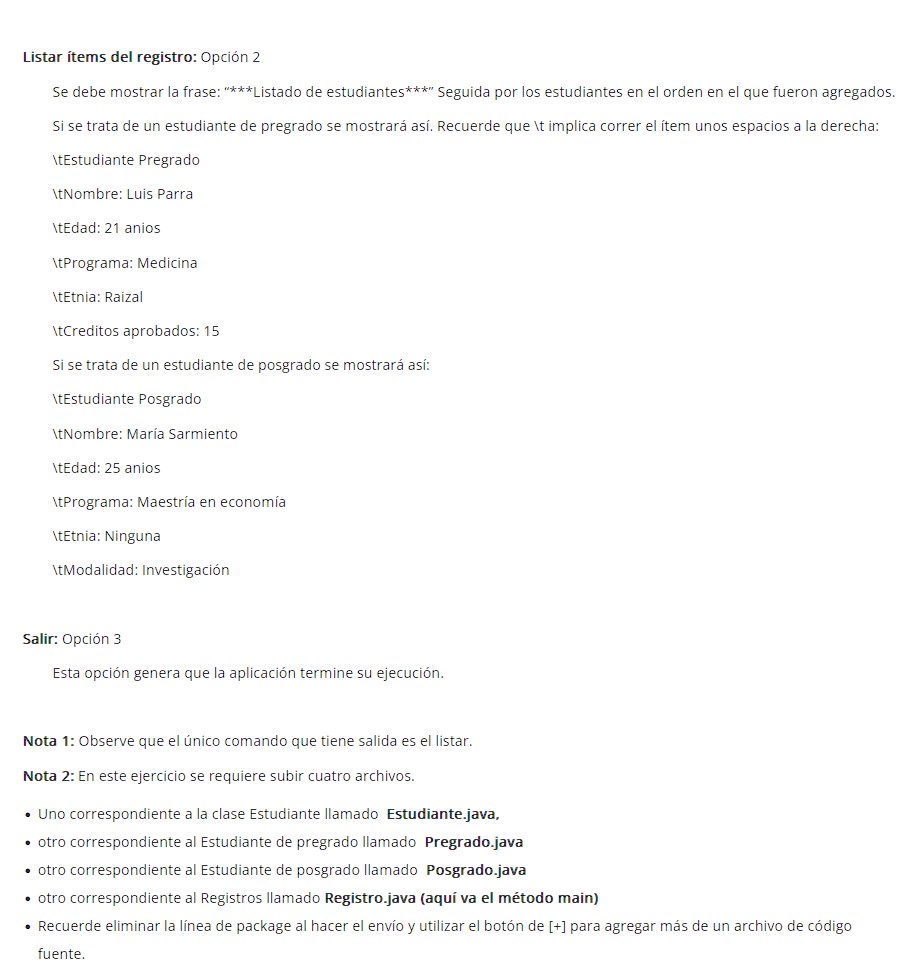 Listar ítems del registro: Opción 2
Se debe mostrar la frase: “***Listado de estudiantes***” Seguida por los estudiantes en el orden en el que fueron agregados.
Si se trata de un estudiante de pregrado se mostrará así. Recuerde que \t implica correr el ítem unos espacios a la derecha:
\tEstudiante Pregrado
\tNombre: Luis Parra
\tEdad: 21 anios
\tPrograma: Medicina
\tEtnia: Raizal
\tCreditos aprobados: 15
Si se trata de un estudiante de posgrado se mostrará así:
\tEstudiante Posgrado
\tNombre: María Sarmiento
\tEdad: 25 anios
\tPrograma: Maestría en economía
\tEtnia: Ninguna
\tModalidad: Investigación
Salir: Opción 3
Esta opción genera que la aplicación termine su ejecución.
Nota 1: Observe que el único comando que tiene salida es el listar.
Nota 2: En este ejercicio se requiere subir cuatro archivos.
• Uno correspondiente a la clase Estudiante llamado Estudiante.java,
• otro correspondiente al Estudiante de pregrado llamado Pregrado.java
• otro correspondiente al Estudiante de posgrado llamado Posgrado.java
• otro correspondiente al Registros llamado Registro.java (aquí va el método main)
• Recuerde eliminar la línea de package al hacer el envío y utilizar el botón de [+] para agregar más de un archivo de código
fuente.